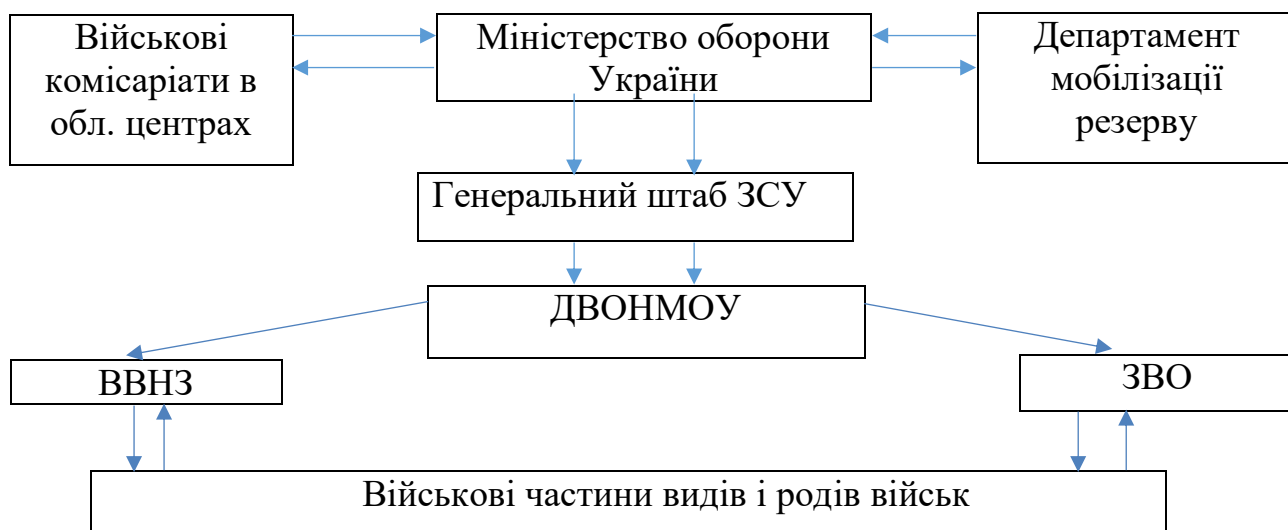 Військові
комісаріати в
обл. центрах
Міністерство оборони
України
Департамент
мобілізації
резерву
Генеральний штаб ЗСУ
ДВОНМОУ
ВВНЗ
ЗВО
Військові частини видів і родів військ